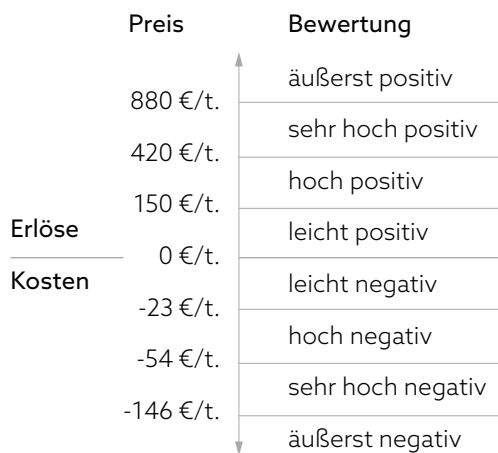 Preis Bewertung
äußerst positiv
880 €/t.
sehr hoch positiv
420 €/t.
hoch positiv
150 €/t.
Erlöse
leicht positiv
0 €/t.
Kosten
leicht negativ
-23 €/t.
hoch negativ
-54 €/t.
sehr hoch negativ
-146 €/t.
äußerst negativ